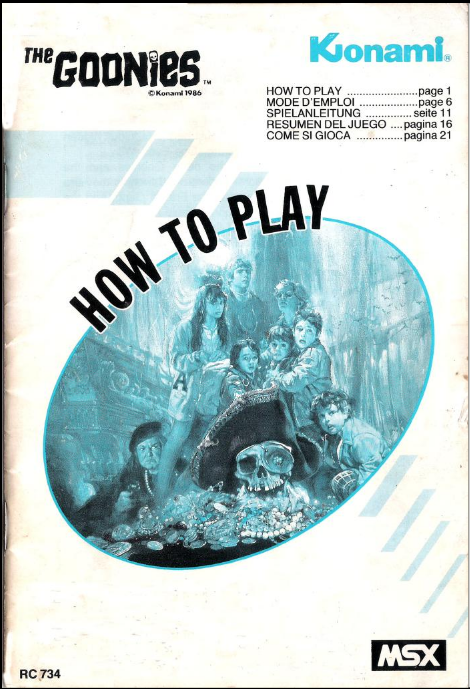 THE GOONIES ™
© Konami 1986
Konami ®
HOW TO PLAY .....................page 1
MODE D'EMPLOI .................page 6
SPIELANLEITUNG ..............seite 11
RESUMEN DEL JUEGO ....pagina 16
COME SI GIOCA ..............pagina 21
HOW TO PLAY
MSX
RC 734